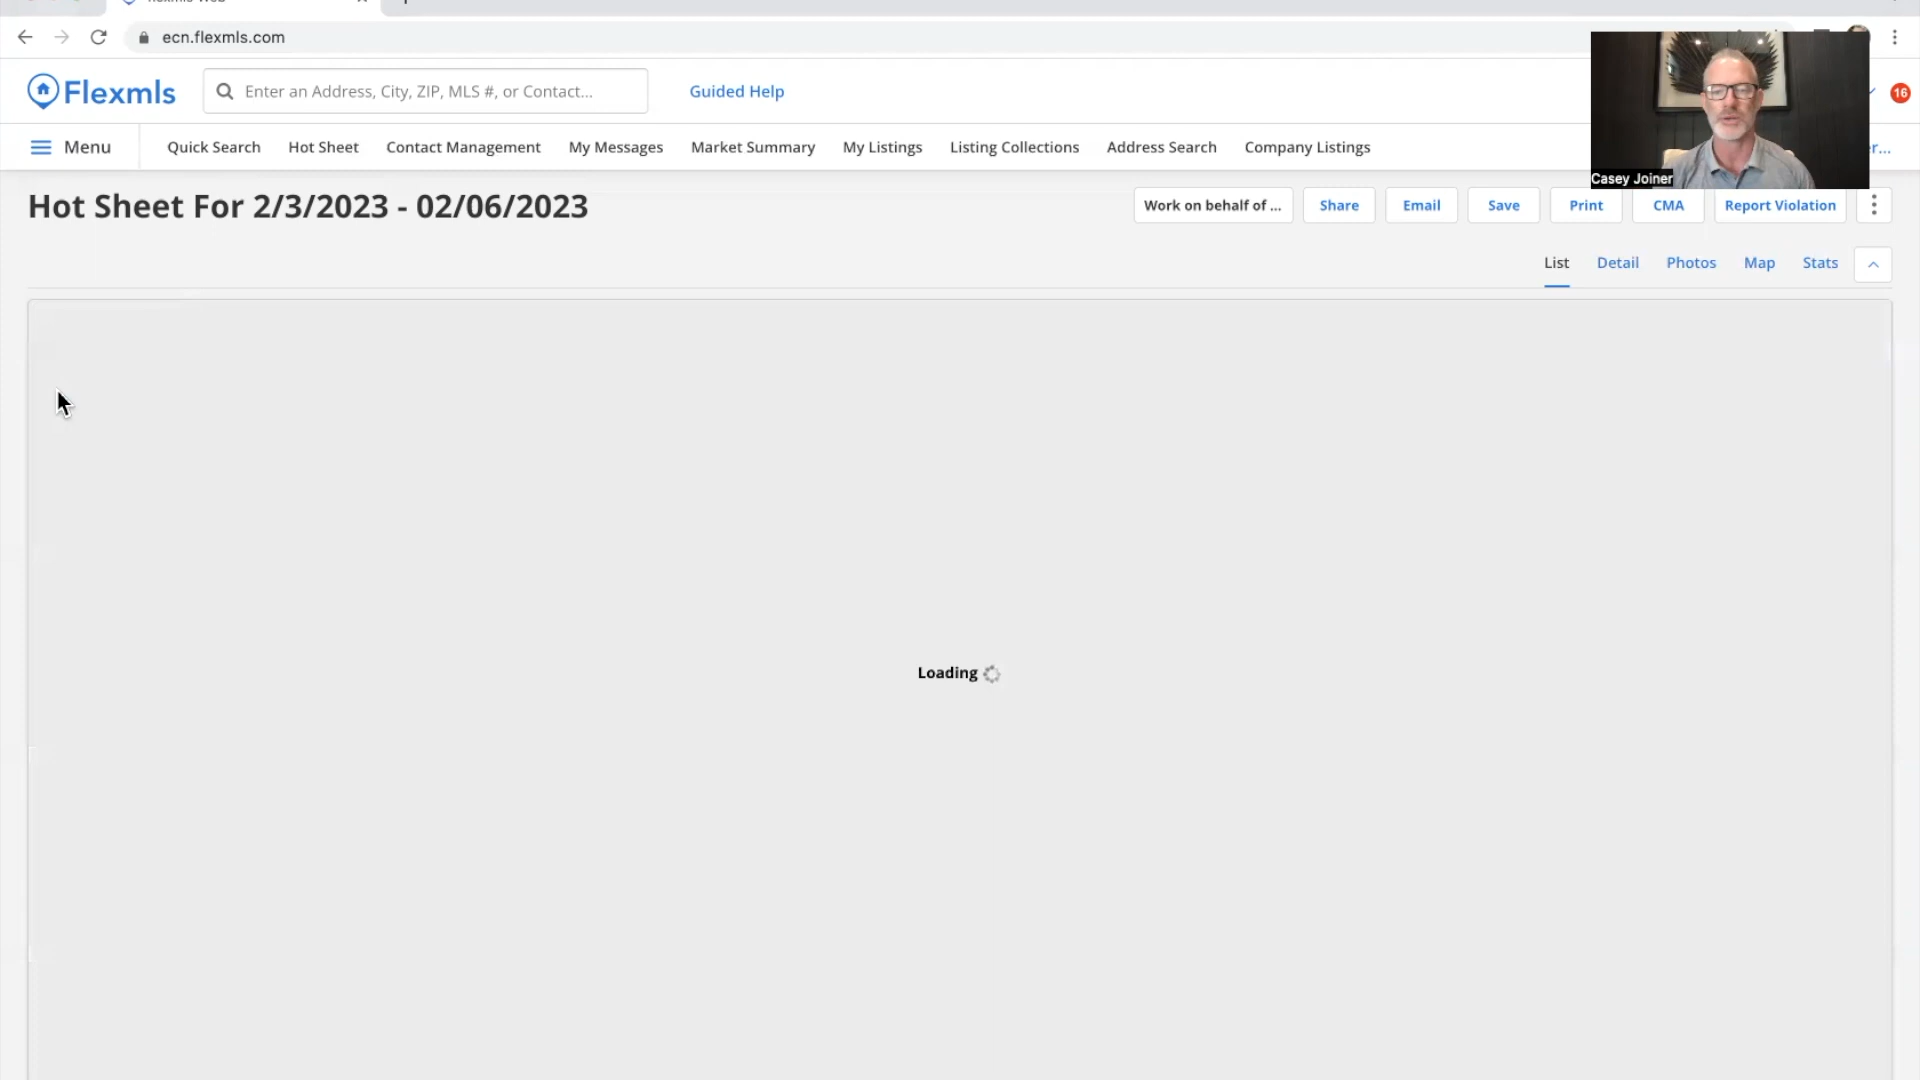 ecn.flexmls.com
Flexmls
Enter an Address, City, ZIP, MLS #, or Contact...
Guided Help
16
Menu
Quick Search
Hot Sheet
Contact Management
My Messages
Market Summary
My Listings
Listing Collections
Address Search
Company Listings
Casey Joiner
Hot Sheet For 2/3/2023 - 02/06/2023
Work on behalf of ...
Share
Email
Save
Print
CMA
Report Violation
List
Detail
Photos
Map
Stats
Loading